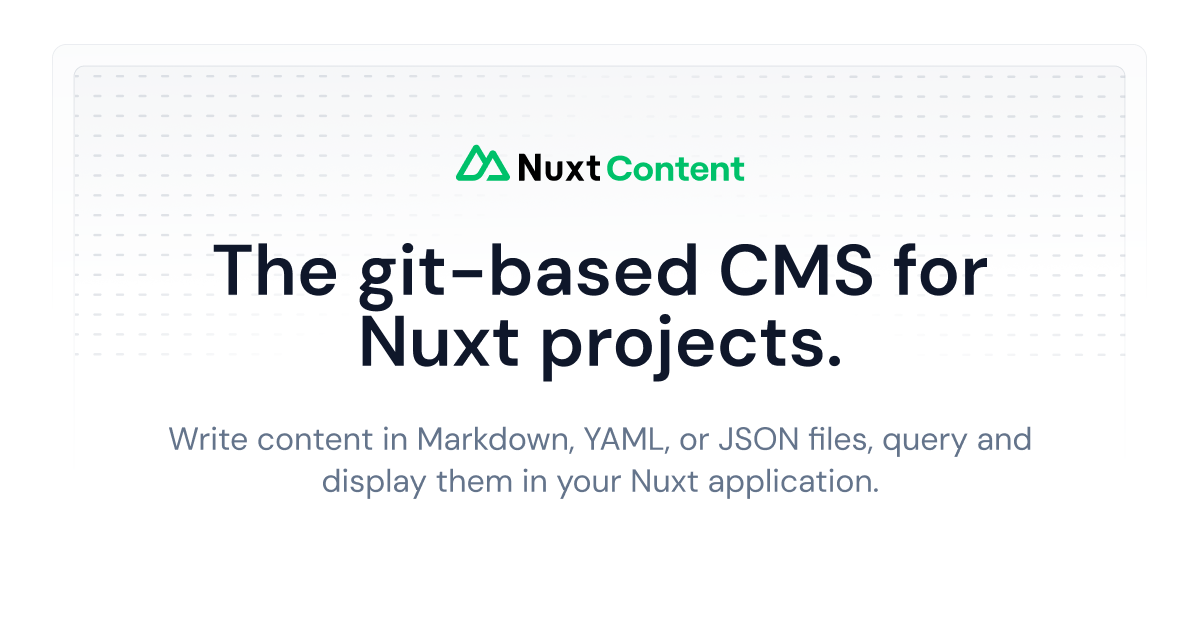 Nuxt Content
The git-based CMS for
Nuxt projects.
Write content in Markdown, YAML, or JSON files, query and
display them in your Nuxt application.